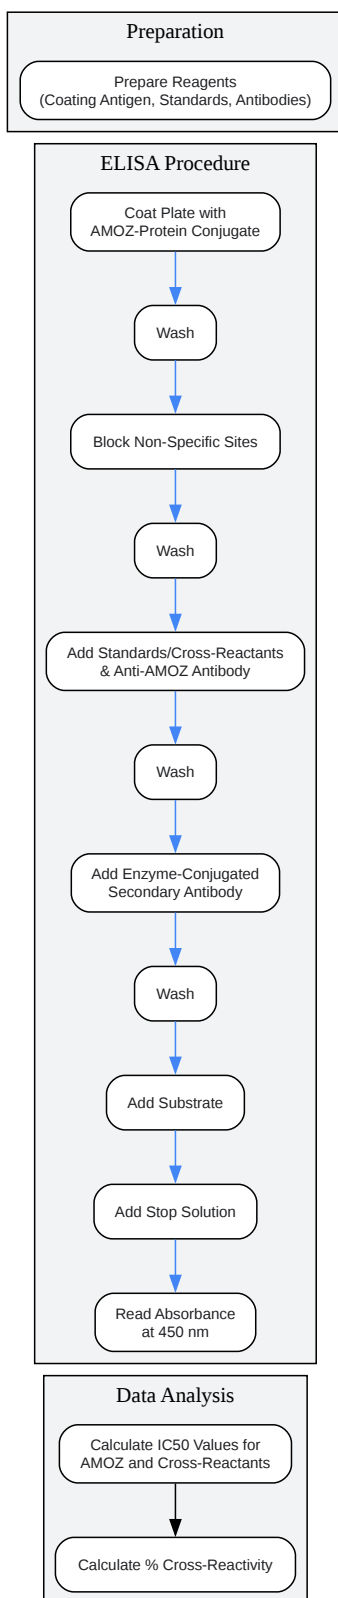 Preparation
Prepare Reagents
(Coating Antigen, Standards, Antibodies)
ELISA Procedure
Coat Plate with
AMOZ-Protein Conjugate
Wash
Block Non-Specific Sites
Wash
Add Standards/Cross-Reactants
& Anti-AMOZ Antibody
Wash
Add Enzyme-Conjugated
Secondary Antibody
Wash
Add Substrate
Add Stop Solution
Read Absorbance
at 450 nm
Data Analysis
Calculate IC50 Values for
AMOZ and Cross-Reactants
Calculate % Cross-Reactivity